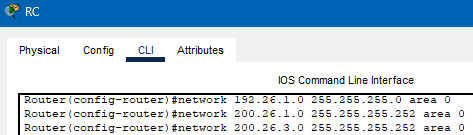 RC
Physical Config CLI Attributes
IOS Command Line Interface
Router(config-router)#network 192.26.1.0 255.255.255.0 area 0
Router(config-router)#network 200.26.1.0 255.255.255.252 area 0
Router(config-router)#network 200.26.3.0 255.255.255.252 area 0